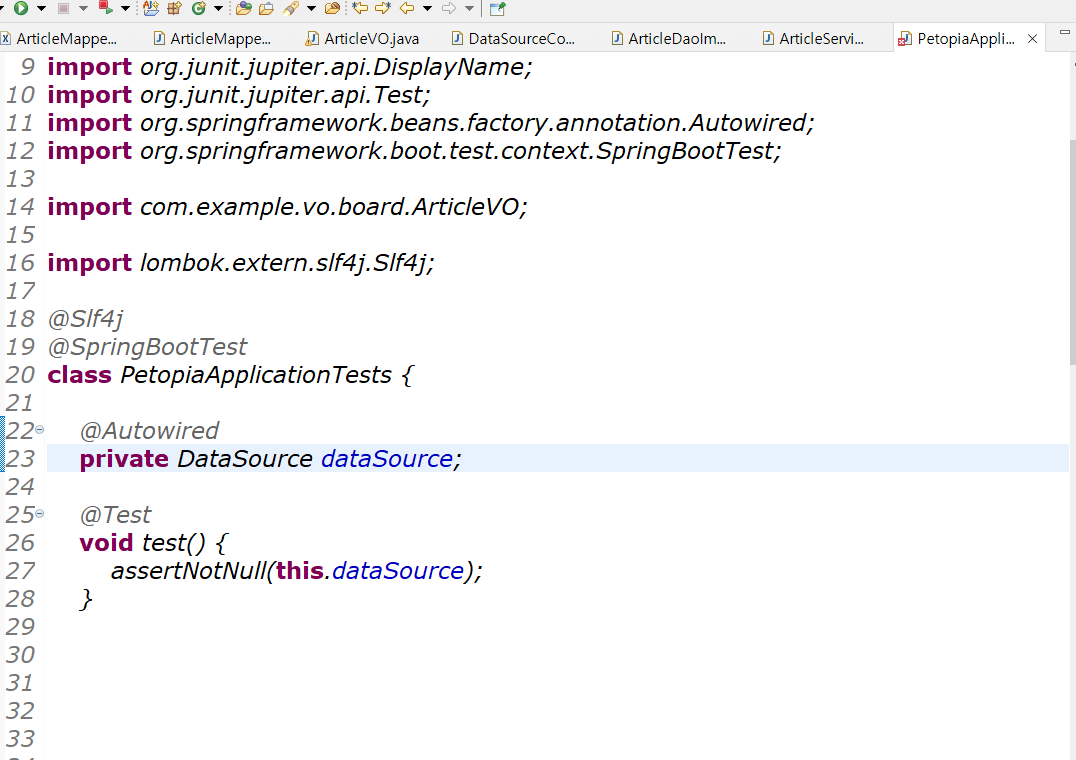 ArticleMappe... ArticleMappe... ArticleVO.java DataSourceCo... ArticleDaoIm... ArticleServi... PetopiaAppli...
9 import org.junit.jupiter.api.DisplayName;
10 import org.junit.jupiter.api.Test;
11 import org.springframework.beans.factory.annotation.Autowired;
12 import org.springframework.boot.test.context.SpringBootTest;
13
14 import com.example.vo.board.ArticleVO;
15
16 import lombok.extern.slf4j.Slf4j;
17
18 @Slf4j
19 @SpringBootTest
20 class PetopiaApplicationTests {
21
22 @Autowired
23 private DataSource dataSource;
24
25 @Test
26 void test() {
27 assertNotNull(this.dataSource);
28 }
29
30
31
32
33